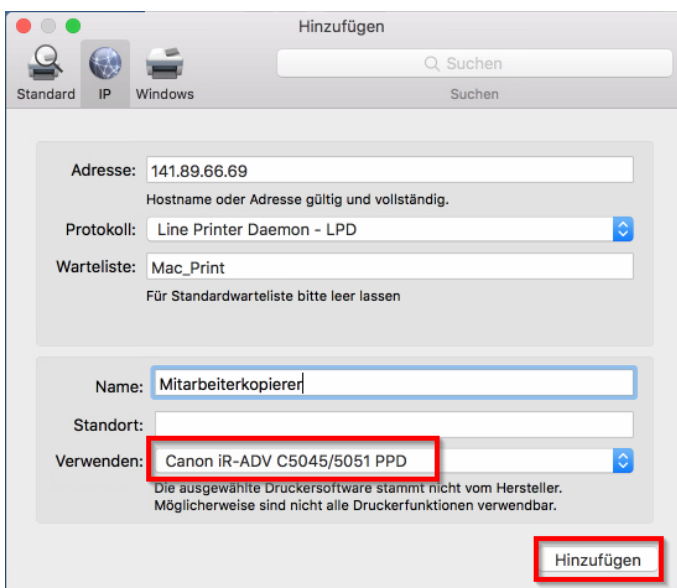 Hinzufügen
Suchen
Standard IP Windows Suchen
Adresse: 141.89.66.69
Hostname oder Adresse gültig und vollständig.
Protokoll: Line Printer Daemon - LPD
Warteliste: Mac_Print
Für Standardwarteliste bitte leer lassen
Name: Mitarbeiterkopierer
Standort:
Verwenden: Canon iR-ADV C5045/5051 PPD
Die ausgewählte Druckersoftware stammt nicht vom Hersteller.
Möglicherweise sind nicht alle Druckerfunktionen verwendbar.
Hinzufügen